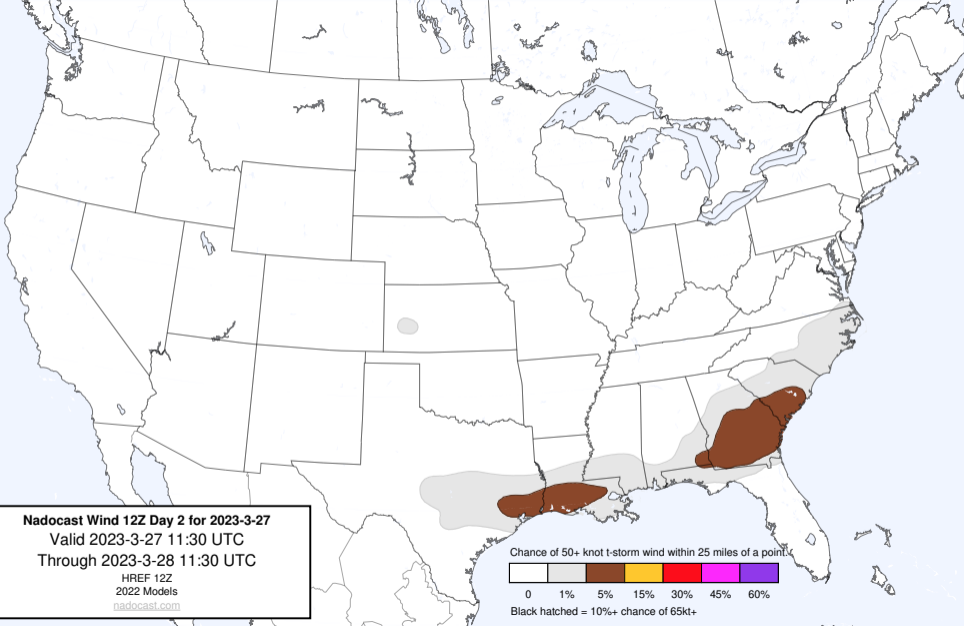 Nadocast Wind 12Z Day 2 for 2023-3-27
Valid 2023-3-27 11:30 UTC
Through 2023-3-28 11:30 UTC
HREF 12Z
2022 Models
nadocast.com
Chance of 50+ knot t-storm wind within 25 miles of a point.
0 1% 5% 15% 30% 45% 60%
Black hatched = 10%+ chance of 65kt+